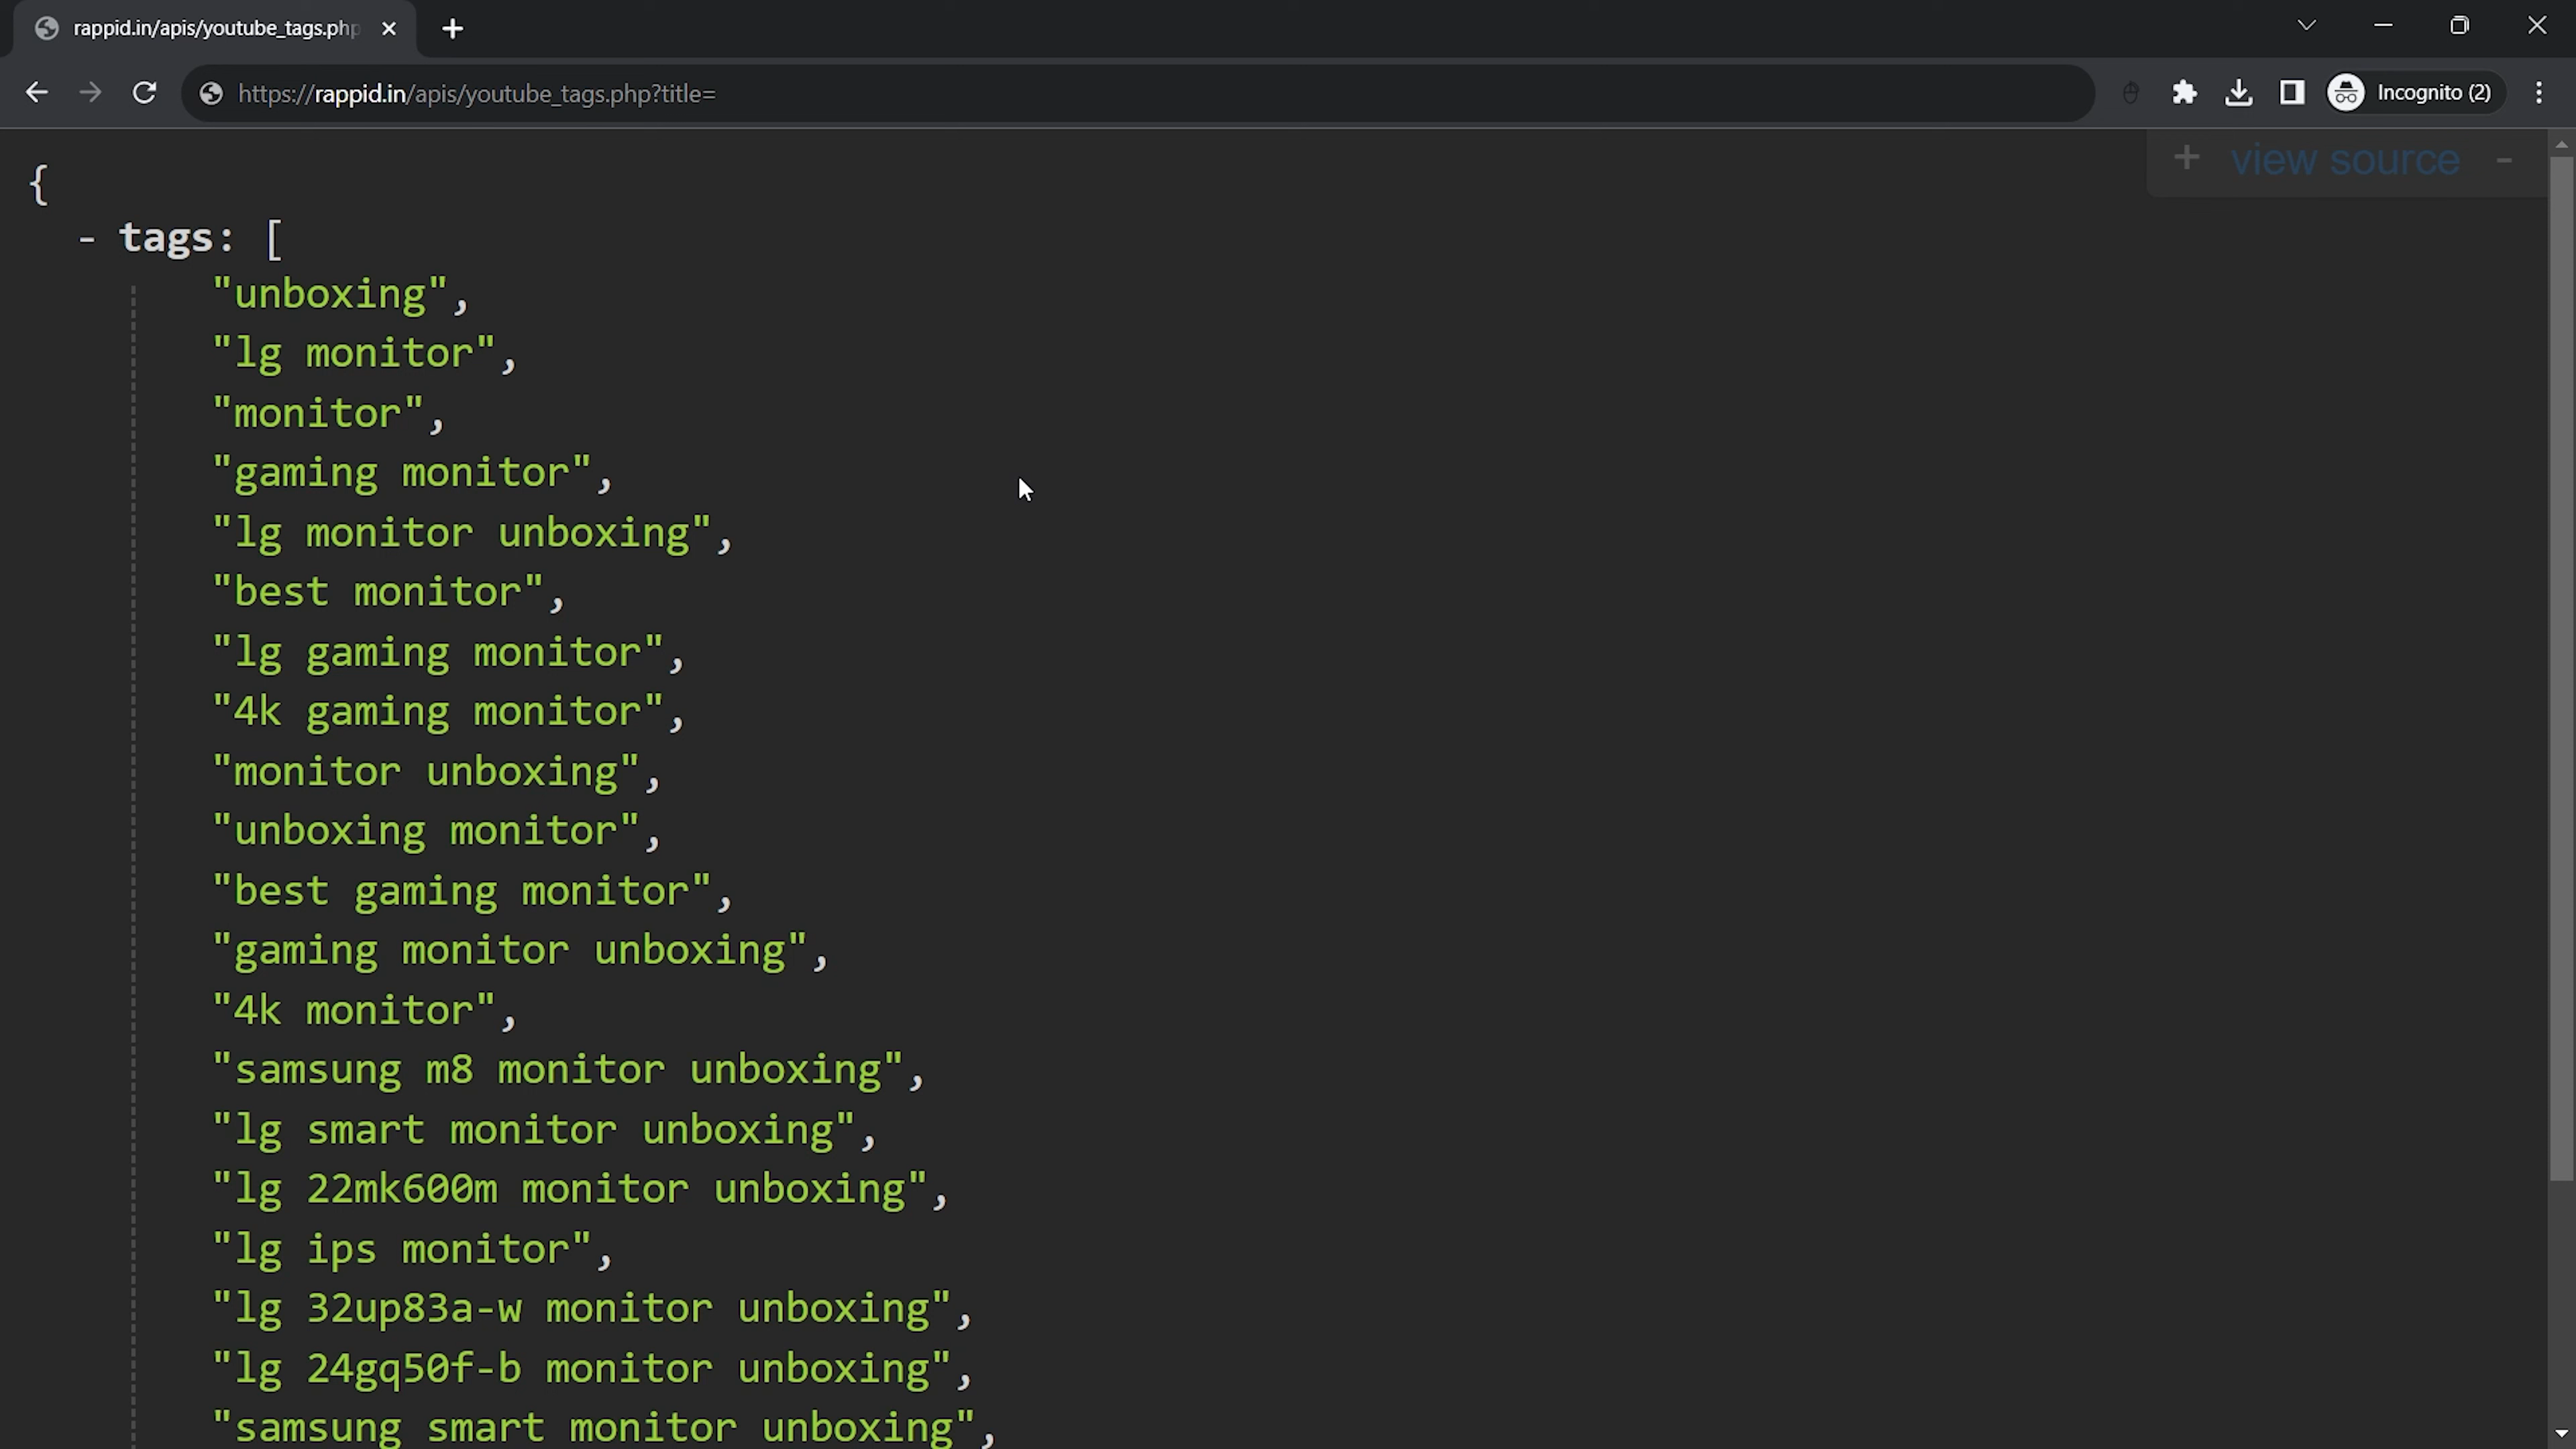 rappid.in/apis/youtube_tags.php
https://rappid.in/apis/youtube_tags.php?title=
Incognito (2)
+ view source -
{
- tags: [
"unboxing",
"lg monitor",
"monitor",
"gaming monitor",
"lg monitor unboxing",
"best monitor",
"lg gaming monitor",
"4k gaming monitor",
"monitor unboxing",
"unboxing monitor",
"best gaming monitor",
"gaming monitor unboxing",
"4k monitor",
"samsung m8 monitor unboxing",
"lg smart monitor unboxing",
"lg 22mk600m monitor unboxing",
"lg ips monitor",
"lg 32up83a-w monitor unboxing",
"lg 24gq50f-b monitor unboxing",
"samsung smart monitor unboxing",